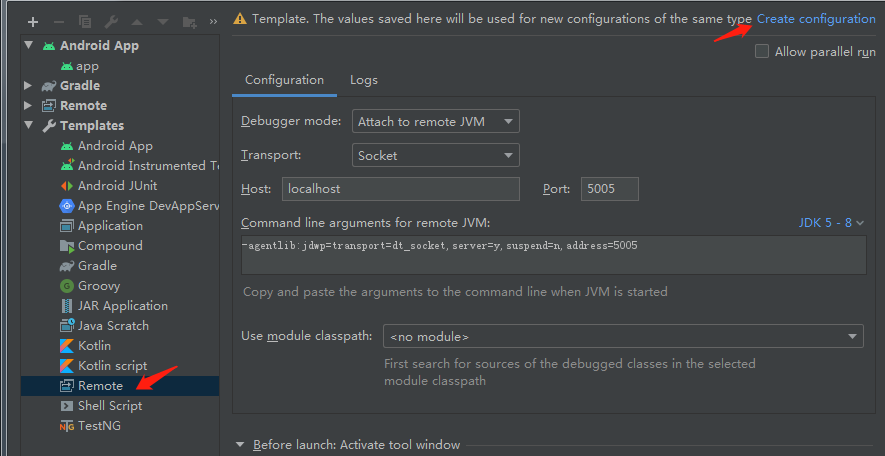 Template. The values saved here will be used for new configurations of the same type Create configuration
Allow parallel run
Android App
app
Gradle
Remote
Templates
Android App
Android Instrumented Te
Android JUnit
App Engine DevAppServ
Application
Compound
Gradle
Groovy
JAR Application
Java Scratch
Kotlin
Kotlin script
Remote
Shell Script
TestNG
Configuration Logs
Debugger mode: Attach to remote JVM
Transport: Socket
Host: localhost Port: 5005
Command line arguments for remote JVM: JDK 5 - 8
-agentlib:jdwp=transport=dt_socket,server=y,suspend=n,address=5005
Copy and paste the arguments to the command line when JVM is started
Use module classpath: <no module>
First search for sources of the debugged classes in the selected
module classpath
Before launch: Activate tool window